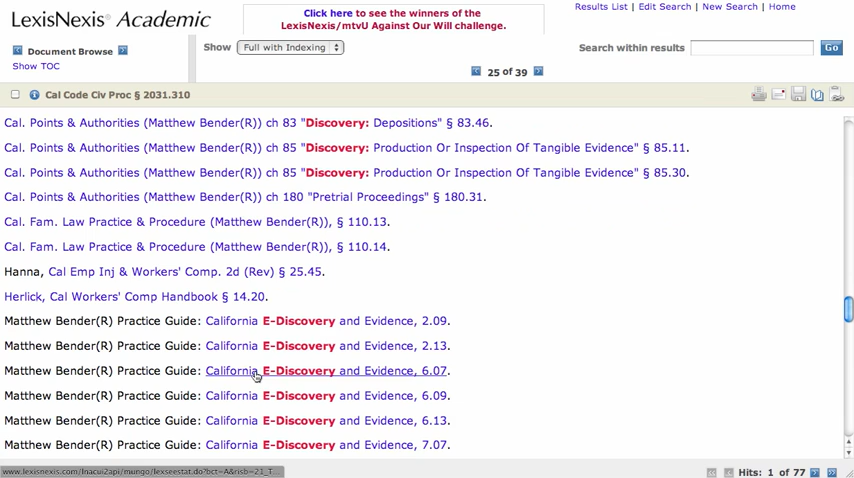 LexisNexis® Academic
Click here to see the winners of the
LexisNexis/mtvU Against Our Will challenge.
Results List | Edit Search | New Search | Home
Document Browse
Show TOC
Show Full with Indexing
Search within results Go
25 of 39
Cal Code Civ Proc § 2031.310
Cal. Points & Authorities (Matthew Bender(R)) ch 83 "Discovery: Depositions" § 83.46.
Cal. Points & Authorities (Matthew Bender(R)) ch 85 "Discovery: Production Or Inspection Of Tangible Evidence" § 85.11.
Cal. Points & Authorities (Matthew Bender(R)) ch 85 "Discovery: Production Or Inspection Of Tangible Evidence" § 85.30.
Cal. Points & Authorities (Matthew Bender(R)) ch 180 "Pretrial Proceedings" § 180.31.
Cal. Fam. Law Practice & Procedure (Matthew Bender(R)), § 110.13.
Cal. Fam. Law Practice & Procedure (Matthew Bender(R)), § 110.14.
Hanna, Cal Emp Inj & Workers' Comp. 2d (Rev) § 25.45.
Herlick, Cal Workers' Comp Handbook § 14.20.
Matthew Bender(R) Practice Guide: California E-Discovery and Evidence, 2.09.
Matthew Bender(R) Practice Guide: California E-Discovery and Evidence, 2.13.
Matthew Bender(R) Practice Guide: California E-Discovery and Evidence, 6.07.
Matthew Bender(R) Practice Guide: California E-Discovery and Evidence, 6.09.
Matthew Bender(R) Practice Guide: California E-Discovery and Evidence, 6.13.
Matthew Bender(R) Practice Guide: California E-Discovery and Evidence, 7.07.
www.lexisnexis.com/lnacui2api/mungo/lexseestat.do?bct=A&risb=21_T...
Hits: 1 of 77